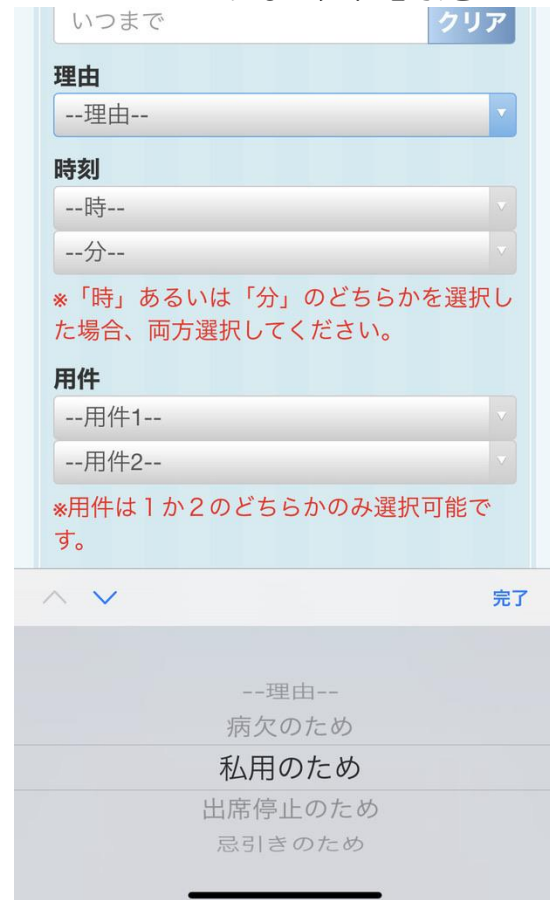 いつまで クリア
理由
--理由--
時刻
--時--
--分--
※「時」あるいは「分」のどちらかを選択し
た場合、両方選択してください。
用件
--用件1--
--用件2--
※用件は１か２のどちらかのみ選択可能で
す。
完了
--理由--
病欠のため
私用のため
出席停止のため
忌引きのため